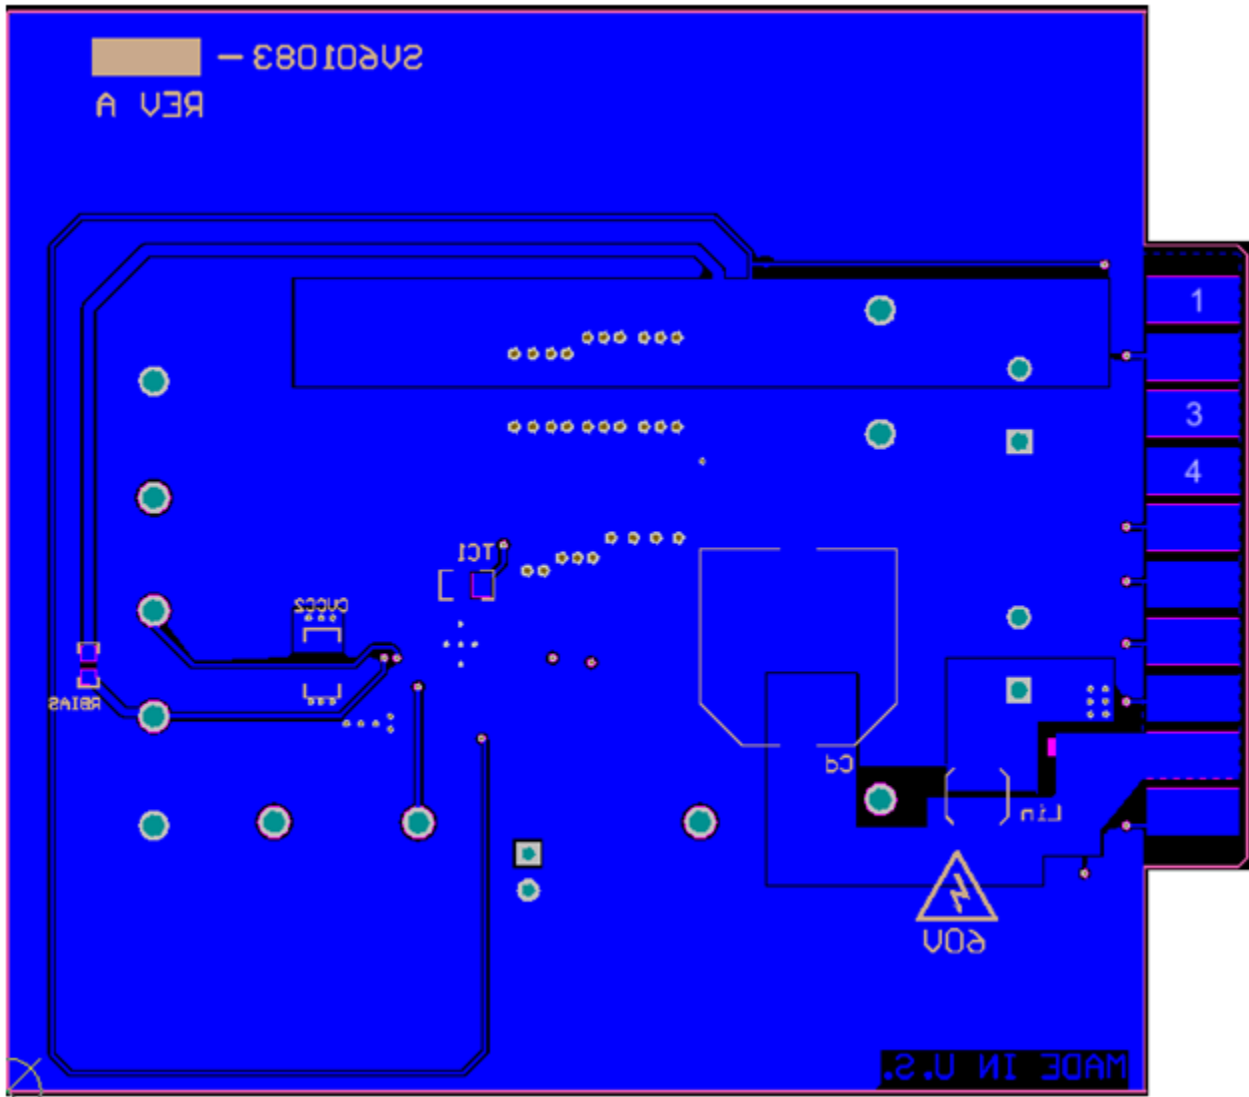 SV601083-
REV A
1
3
4
TC1
CVCC2
RBIAS
Cd
Lin
60V
MADE IN U.S.